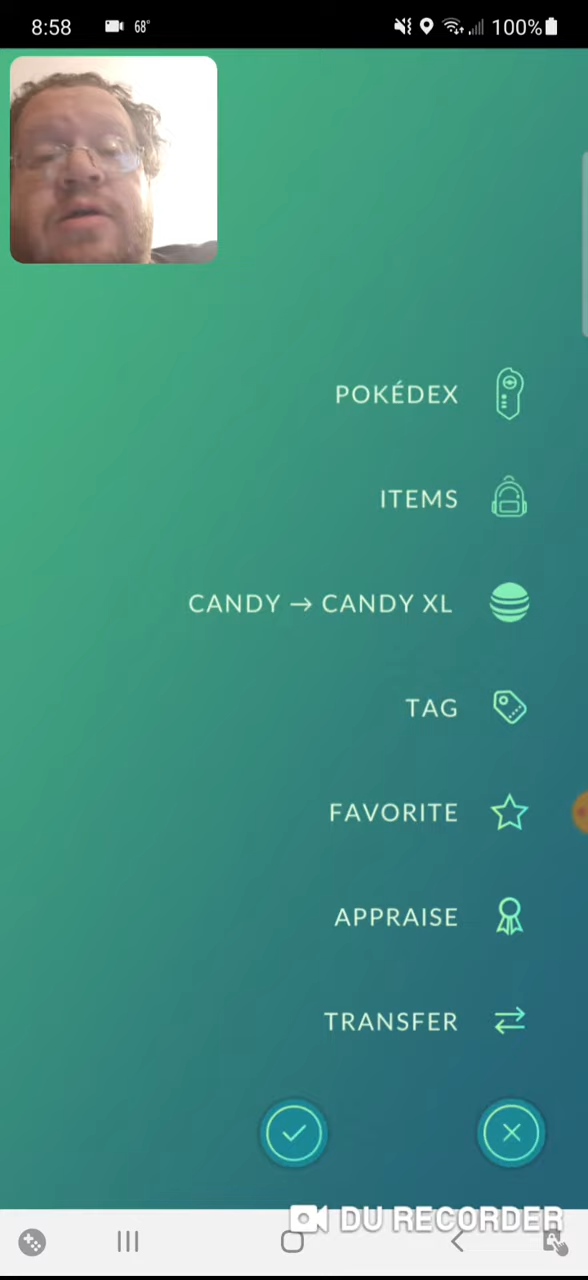 8:58 68° 100%
POKÉDEX
ITEMS
CANDY → CANDY XL
TAG
FAVORITE
APPRAISE
TRANSFER
DU RECORDER